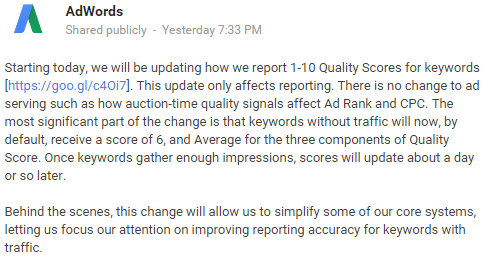 AdWords
Shared publicly - Yesterday 7:33 PM
Starting today, we will be updating how we report 1-10 Quality Scores for keywords
[https://goo.gl/c4Oi7]. This update only affects reporting. There is no change to ad
serving such as how auction-time quality signals affect Ad Rank and CPC. The
most significant part of the change is that keywords without traffic will now, by
default, receive a score of 6, and Average for the three components of Quality
Score. Once keywords gather enough impressions, scores will update about a day
or so later.
Behind the scenes, this change will allow us to simplify some of our core systems,
letting us focus our attention on improving reporting accuracy for keywords with
traffic.